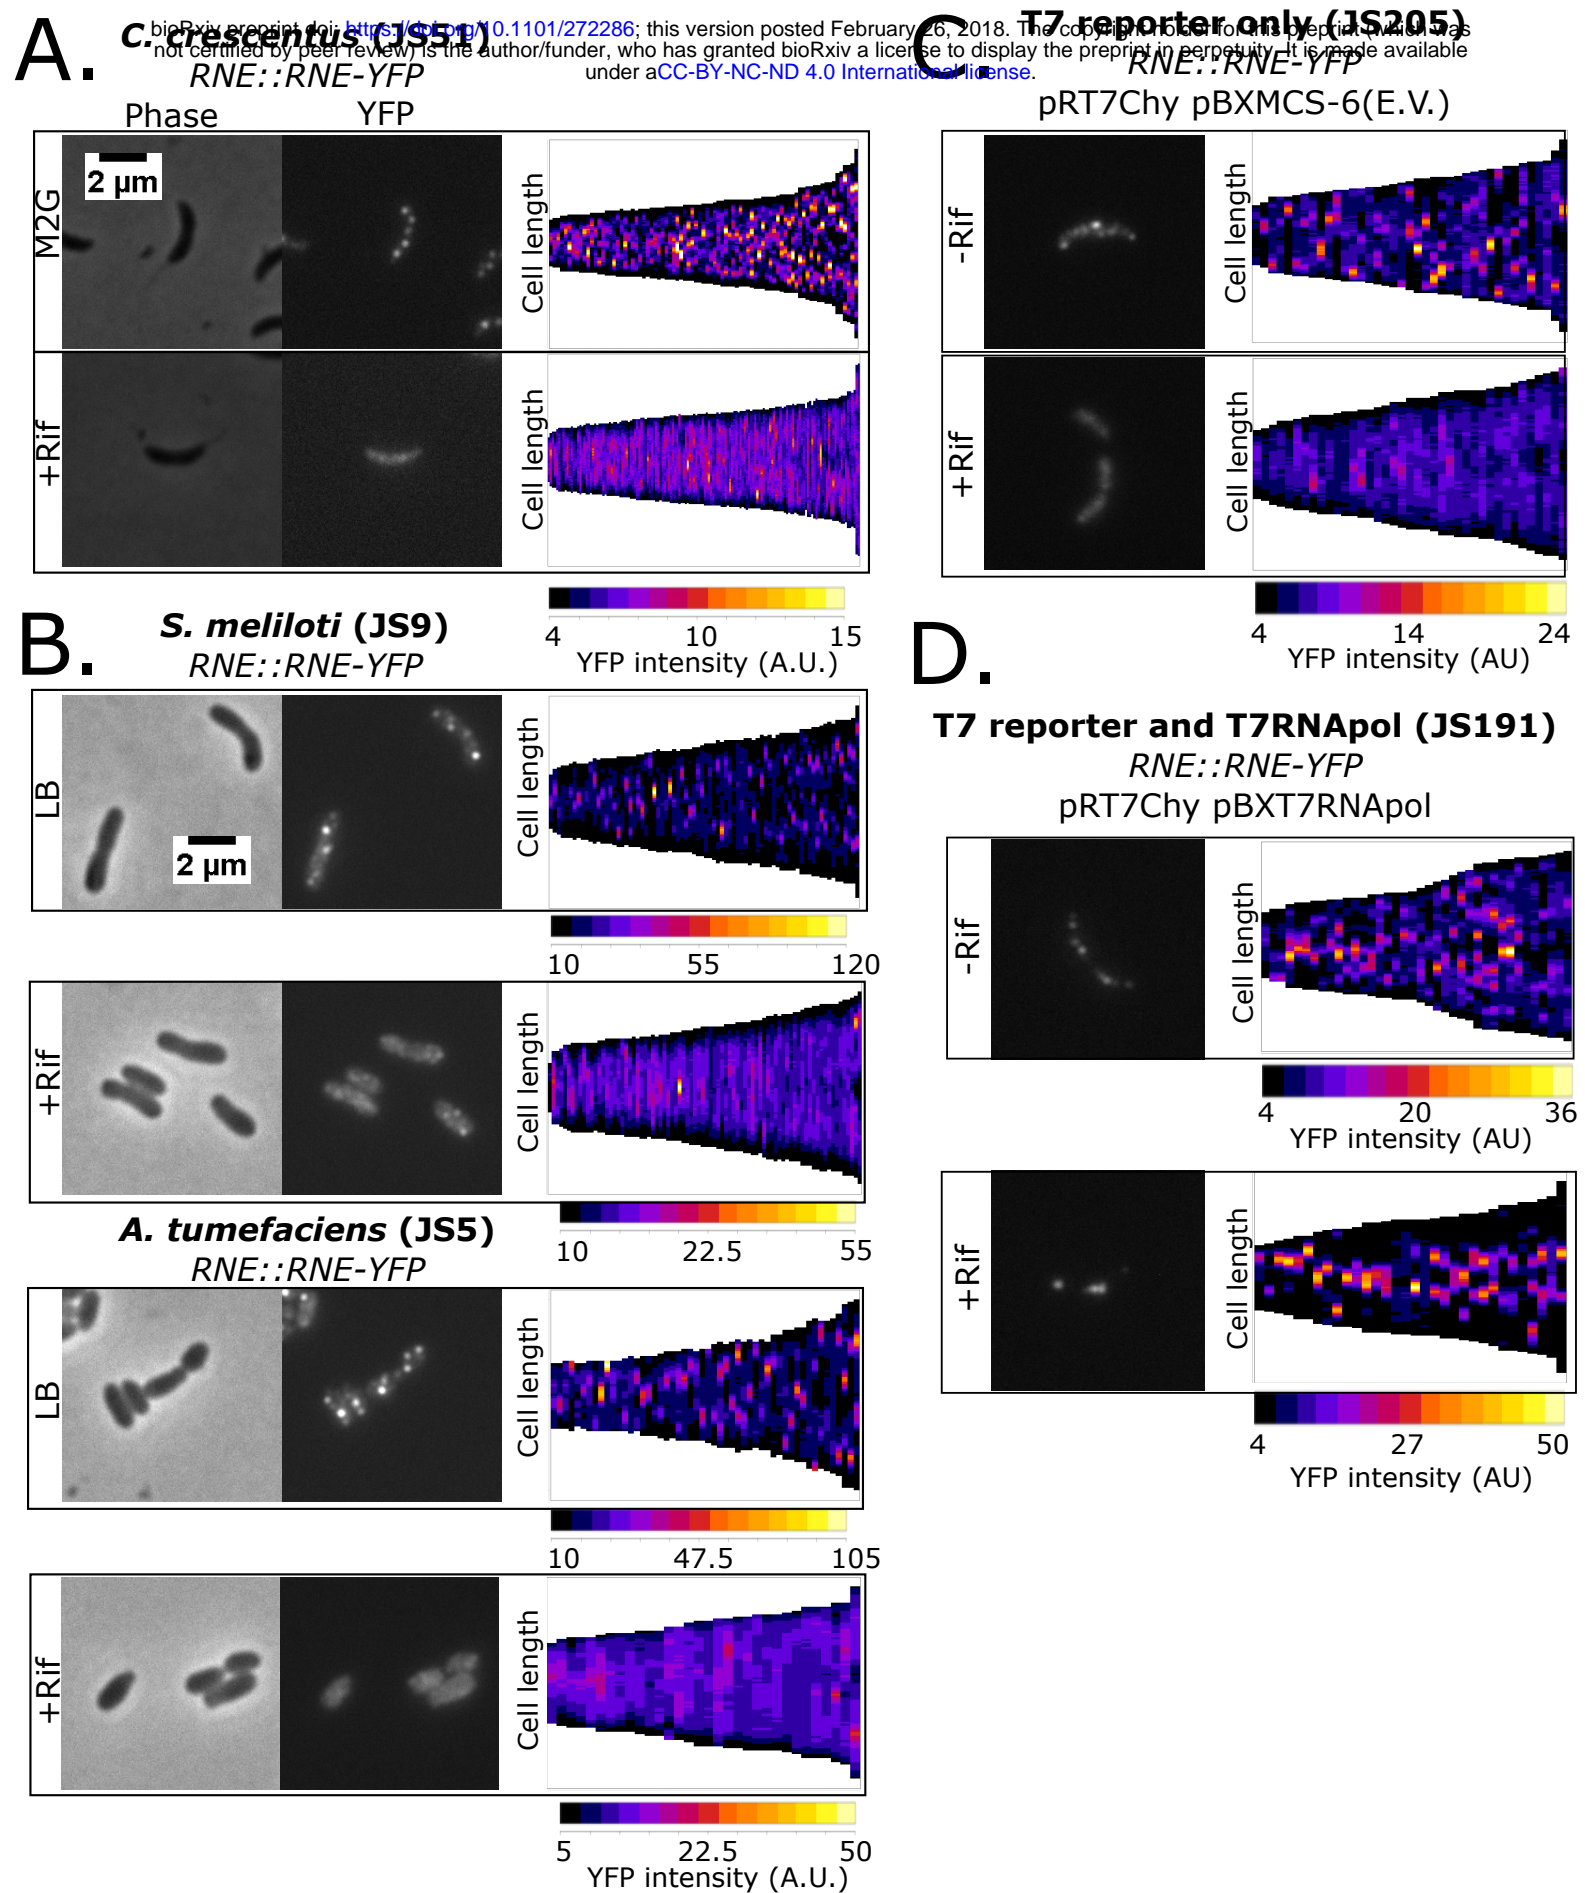 bioRxiv preprint doi: https://doi.org/10.1101/272286; this version posted February 26, 2018. The copyright holder for this preprint (which was
not certified by peer review) is the author/funder, who has granted bioRxiv a license to display the preprint in perpetuity. It is made available
under aCC-BY-NC-ND 4.0 International license.
A.
C. crescentus (JS51)
RNE::RNE-YFP
Phase YFP
M2G
2 µm
Cell length
+Rif
Cell length
4 10 15
YFP intensity (A.U.)
B.
S. meliloti (JS9)
RNE::RNE-YFP
LB
2 µm
Cell length
10 55 120
+Rif
Cell length
10 22.5 55
A. tumefaciens (JS5)
RNE::RNE-YFP
LB
Cell length
10 47.5 105
+Rif
Cell length
5 22.5 50
YFP intensity (A.U.)
C.
T7 reporter only (JS205)
RNE::RNE-YFP
pRT7Chy pBXMCS-6(E.V.)
-Rif
Cell length
+Rif
Cell length
4 14 24
YFP intensity (AU)
D.
T7 reporter and T7RNApol (JS191)
RNE::RNE-YFP
pRT7Chy pBXT7RNApol
-Rif
Cell length
4 20 36
YFP intensity (AU)
+Rif
Cell length
4 27 50
YFP intensity (AU)